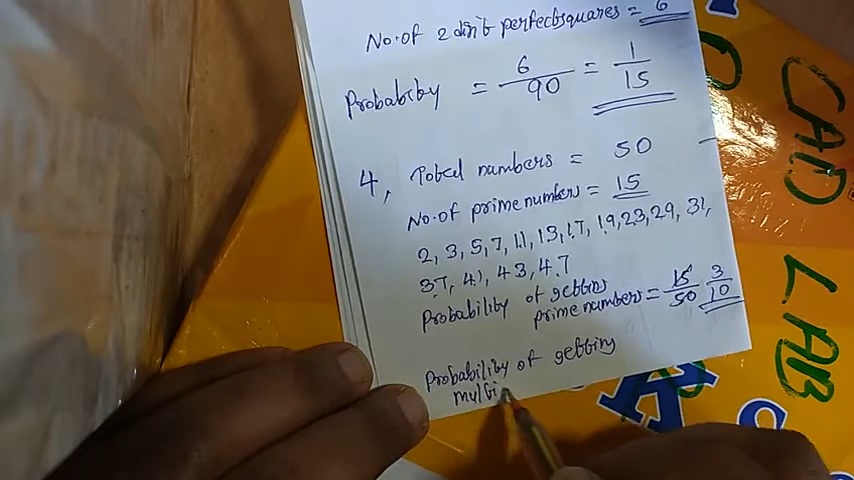 No. of 2 digit perfect squares = 6
Probability = 6/90 = 1/15
4, Total numbers = 50
No. of prime numbers = 15
2, 3, 5, 7, 11, 13, 17, 19, 23, 29, 31,
37, 41, 43, 47
Probability of getting
prime numbers = 15/50 3/10
Probability of getting
multi
CAD
LAB